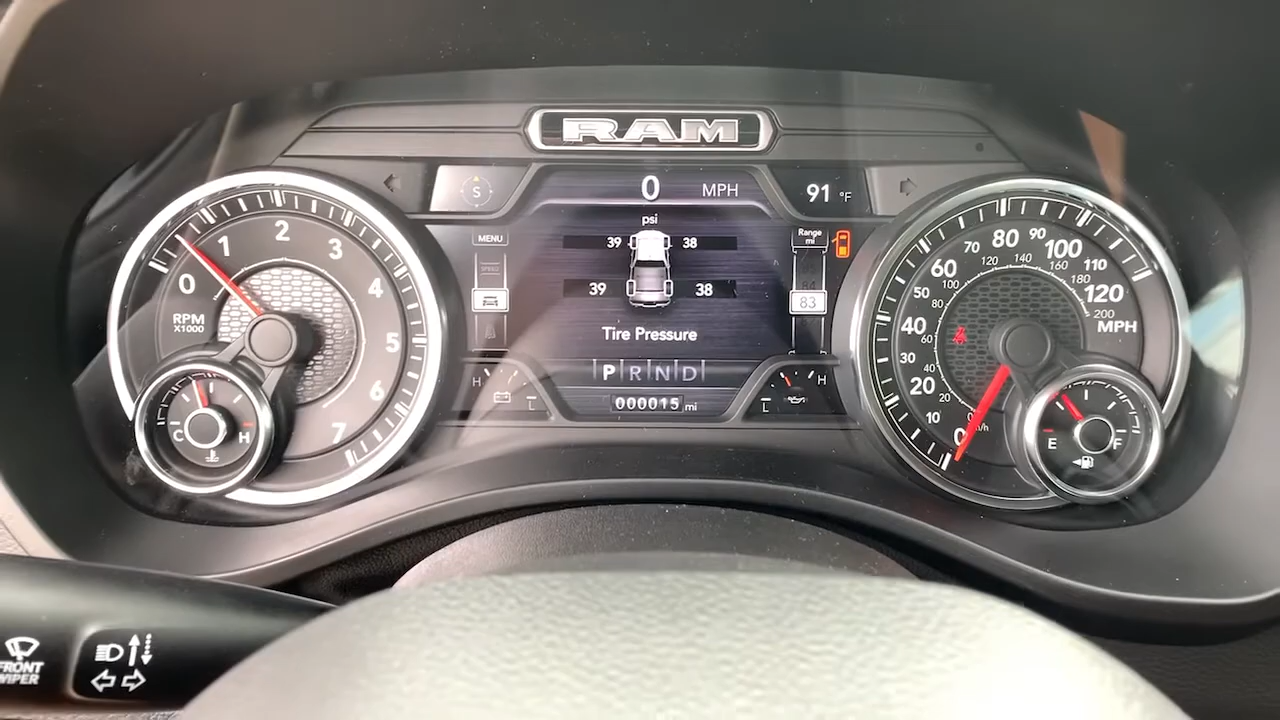 RAM
S
0 MPH
91 °F
psi
39 38
39 38
Tire Pressure
P R N D
000015 mi
MENU
SPEED
Range
mi
83
H L
L H
0 1 2 3 4 5 6 7
RPM
X1000
C H
0 10 20 30 40 50 60 70 80 90 100 110 120
MPH
20 40 60 80 100 120 140 160 180 200
E F
FRONT
WIPER